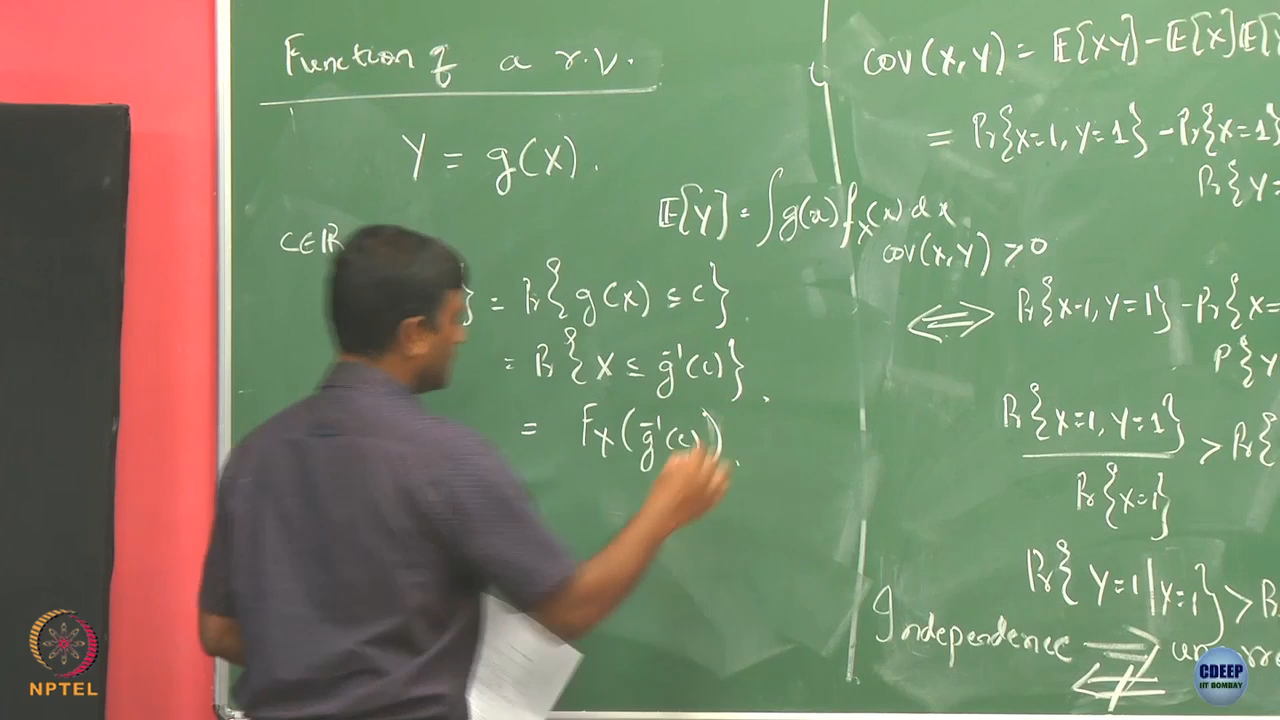 Function of a r.v.
Y = g(X).
E[Y] = ∫g(x) f_X(x) dx
C∈R
} = Pr{ g(X) ≤ c}.
= Pr{ X ≤ g⁻¹(c)}.
= F_X(g⁻¹(c)).
cov(X,Y) = E[XY] - E[X]E[Y
= Pr{X=1, Y=1} - Pr{X=1}
Pr{Y=
cov(X,Y) > 0
⟺ Pr{X=1, Y=1} - Pr{X=
P{Y
Pr{X=1, Y=1} > Pr{
Pr{X=1}
Pr{ Y=1 | X=1} > Pr
Independence ⟹
⟸̸
NPTEL
CDEEP
IIT BOMBAY